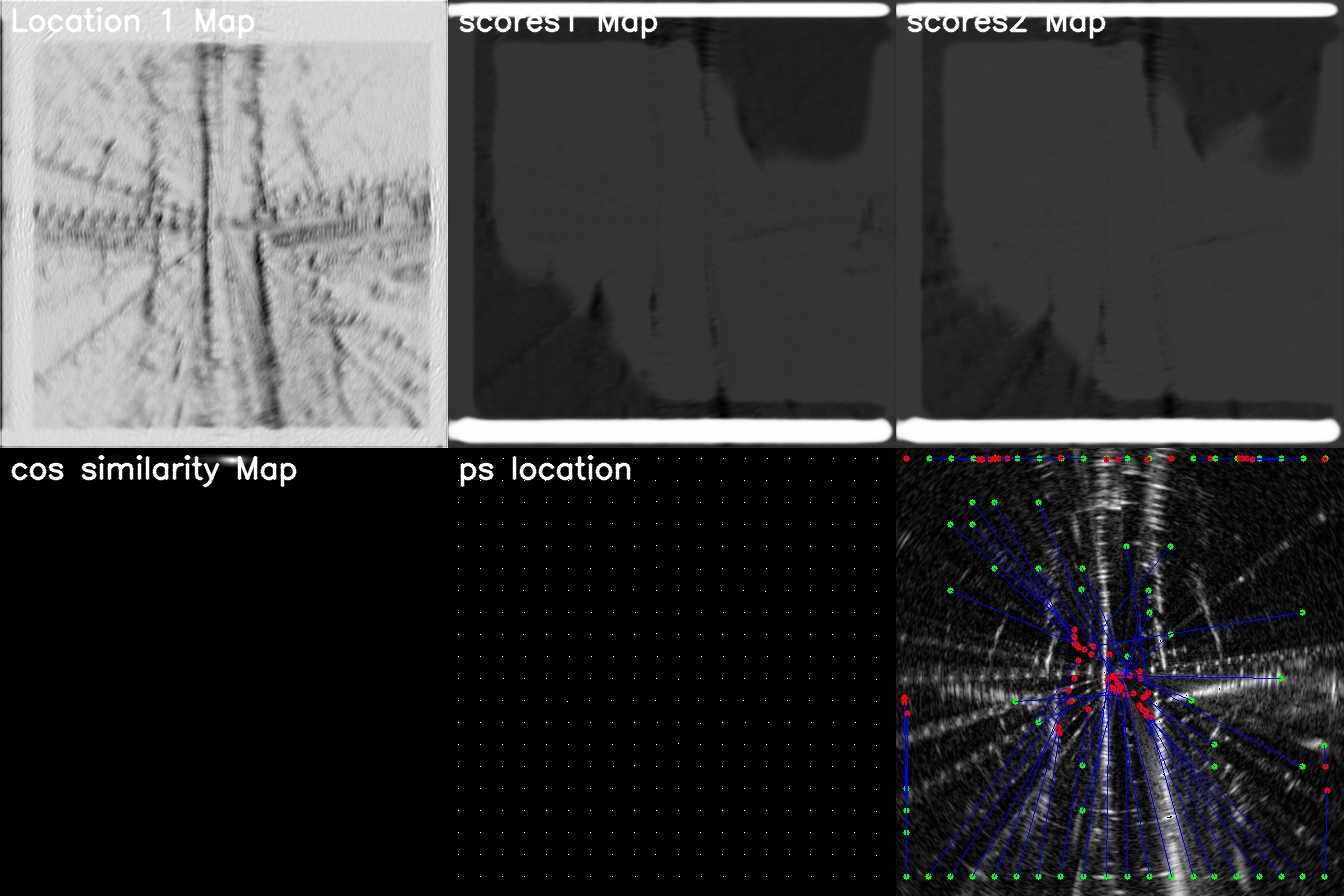 Location 1 Map
scores1 Map
scores2 Map
cos similarity Map
ps location